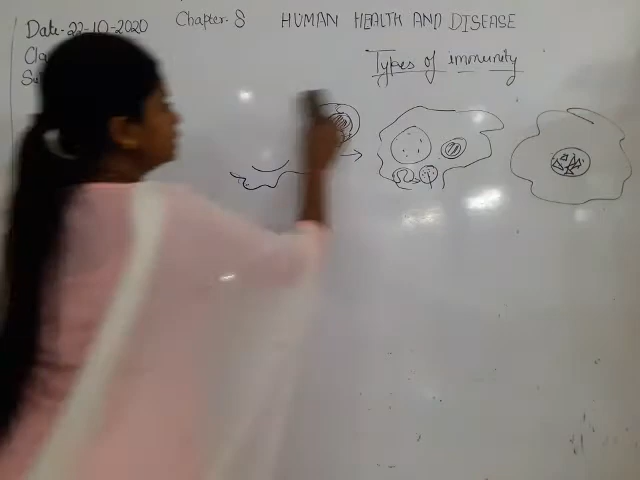 Date-22-10-2020 Chapter-8 HUMAN HEALTH AND DISEASE
Types of immunity